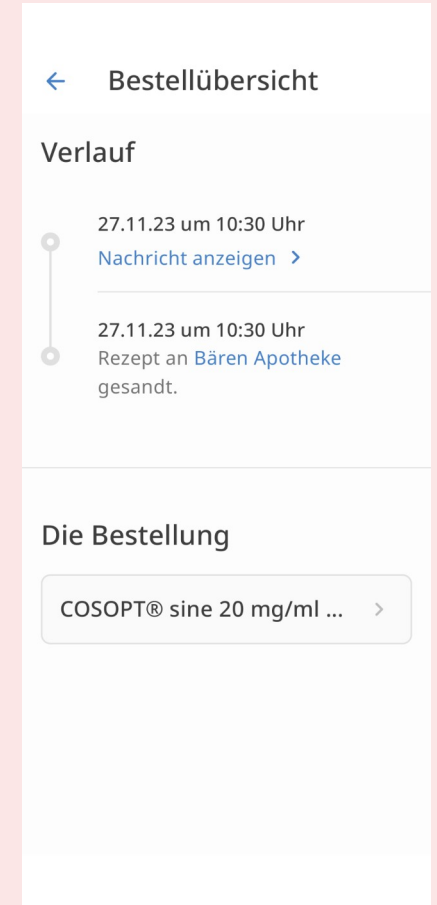 Bestellübersicht
Verlauf
27.11.23 um 10:30 Uhr
Nachricht anzeigen
27.11.23 um 10:30 Uhr
Rezept an Bären Apotheke
gesandt.
Die Bestellung
COSOPT® sine 20 mg/ml ...